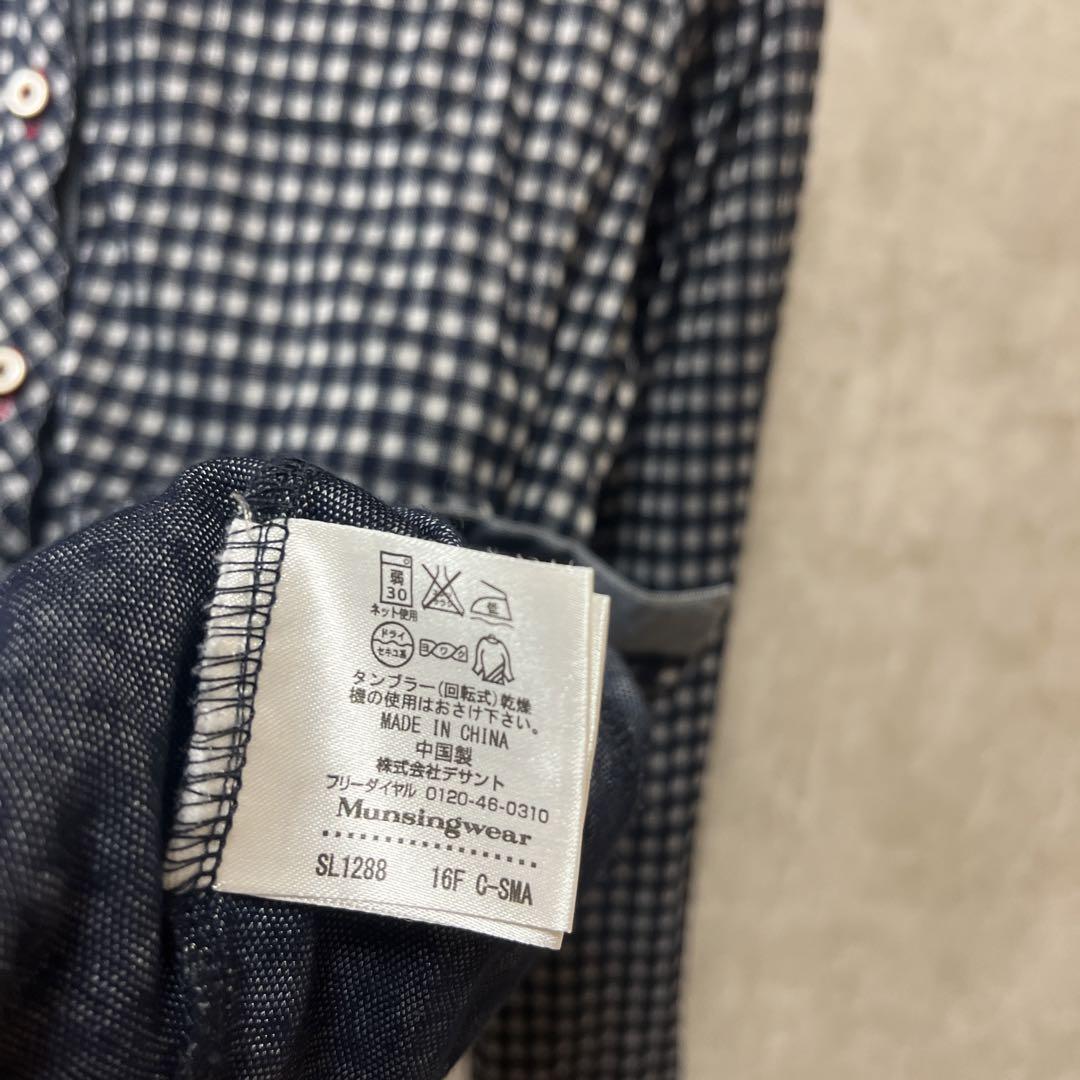 弱
30
ネット使用
低
ドライ
セキユ系
ヨワク
タンブラー(回転式)乾燥
機の使用はおさけ下さい。
MADE IN CHINA
中国製
株式会社デサント
フリーダイヤル 0120-46-0310
Munsingwear
SL1288 16F C-SMA